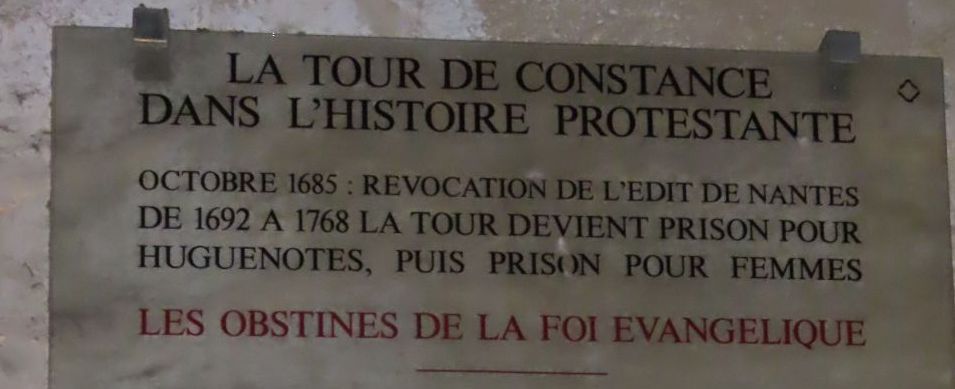 LA TOUR DE CONSTANCE
DANS L'HISTOIRE PROTESTANTE
OCTOBRE 1685 : REVOCATION DE L'EDIT DE NANTES
DE 1692 A 1768 LA TOUR DEVIENT PRISON POUR
HUGUENOTES, PUIS PRISON POUR FEMMES
LES OBSTINES DE LA FOI EVANGELIQUE